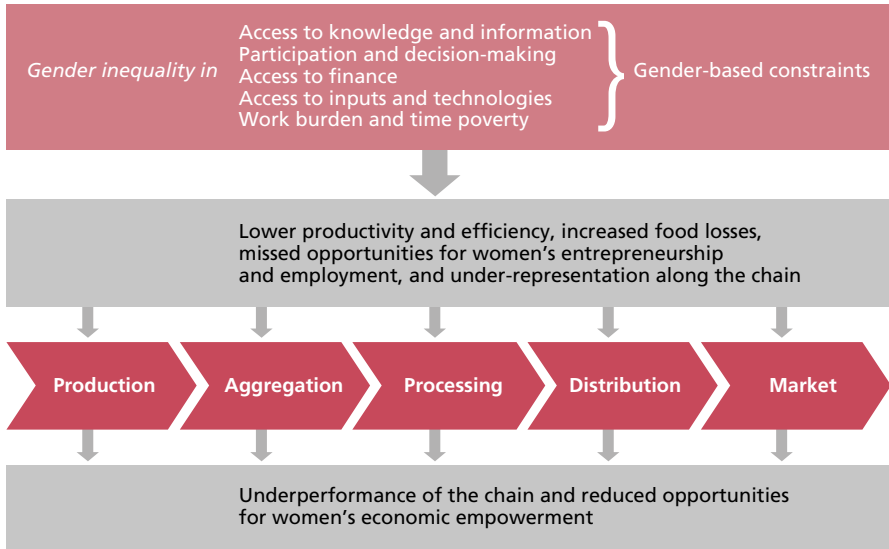 Gender inequality in
Access to knowledge and information
Participation and decision-making
Access to finance
Access to inputs and technologies
Work burden and time poverty
Gender-based constraints
Lower productivity and efficiency, increased food losses,
missed opportunities for women’s entrepreneurship
and employment, and under-representation along the chain
Production
Aggregation
Processing
Distribution
Market
Underperformance of the chain and reduced opportunities
for women’s economic empowerment